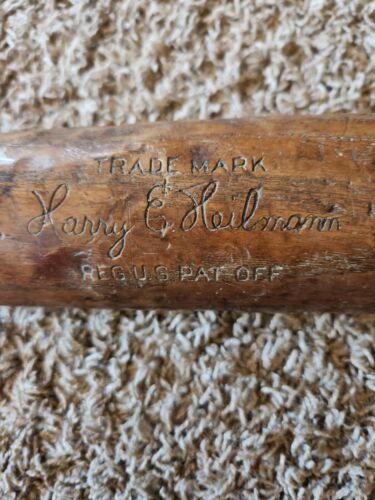 TRADE MARK
Harry E Heilmann
REG. U.S. PAT. OFF